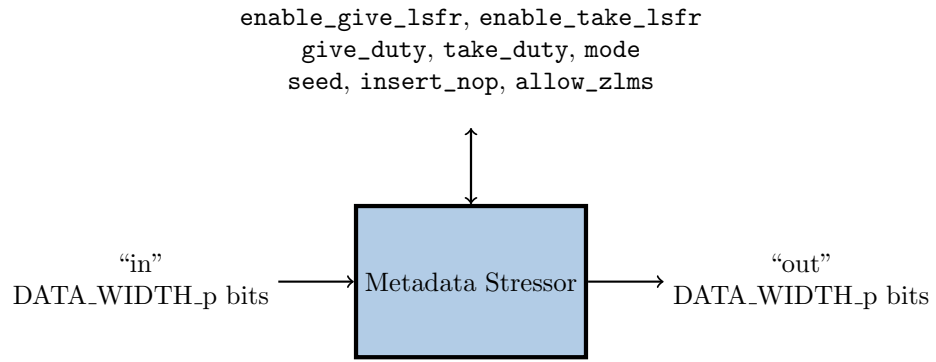 enable_give_lsfr, enable_take_lsfr
give_duty, take_duty, mode
seed, insert_nop, allow_zlms
“in”
DATA_WIDTH_p bits
Metadata Stressor
“out”
DATA_WIDTH_p bits